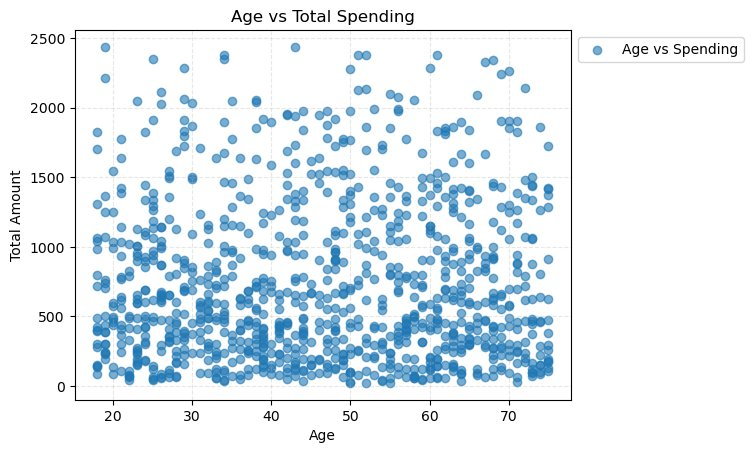 Age vs Total Spending
Age vs Spending
Total Amount
2500
2000
1500
1000
500
0
20 30 40 50 60 70
Age